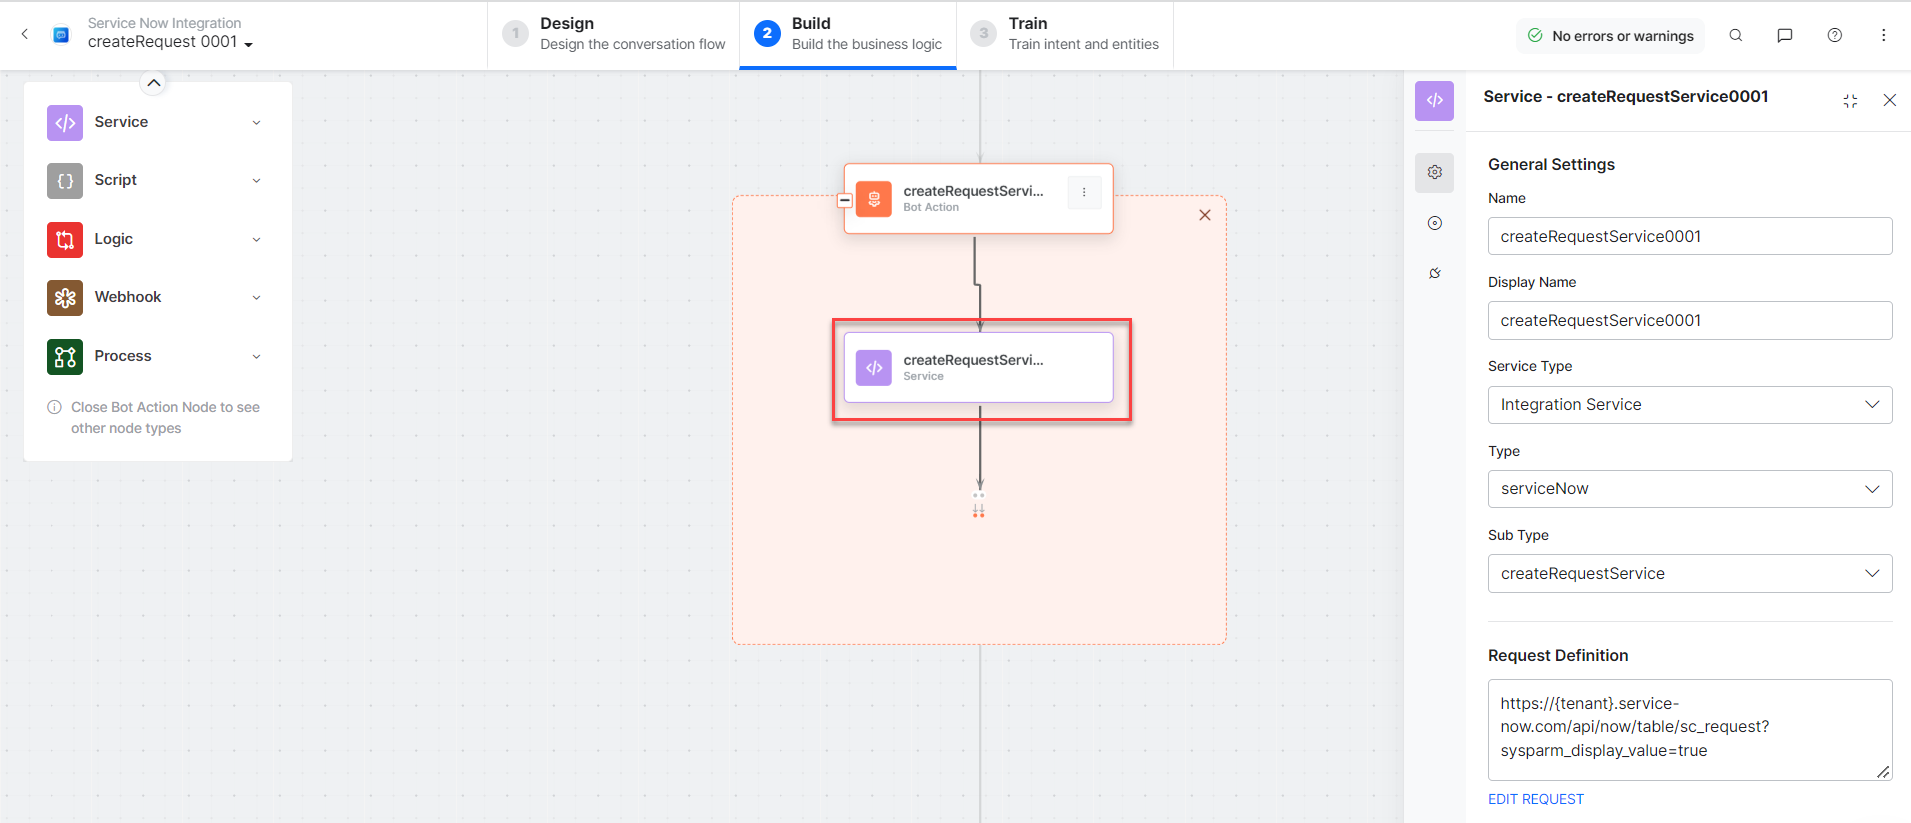 Service Now Integration
createRequest 0001
1
Design
Design the conversation flow
2
Build
Build the business logic
3
Train
Train intent and entities
No errors or warnings
Service
Script
Logic
Webhook
Process
Close Bot Action Node to see
other node types
createRequestServi...
Bot Action
createRequestServi...
Service
Service - createRequestService0001
General Settings
Name
createRequestService0001
Display Name
createRequestService0001
Service Type
Integration Service
Type
serviceNow
Sub Type
createRequestService
Request Definition
https://{tenant}.service-
now.com/api/now/table/sc_request?
sysparm_display_value=true
EDIT REQUEST